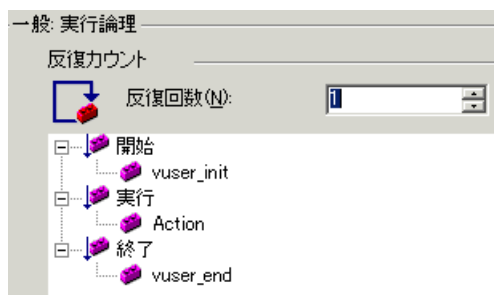 一般: 実行論理
反復カウント
反復回数(N):
1
開始
vuser_init
実行
Action
終了
vuser_end